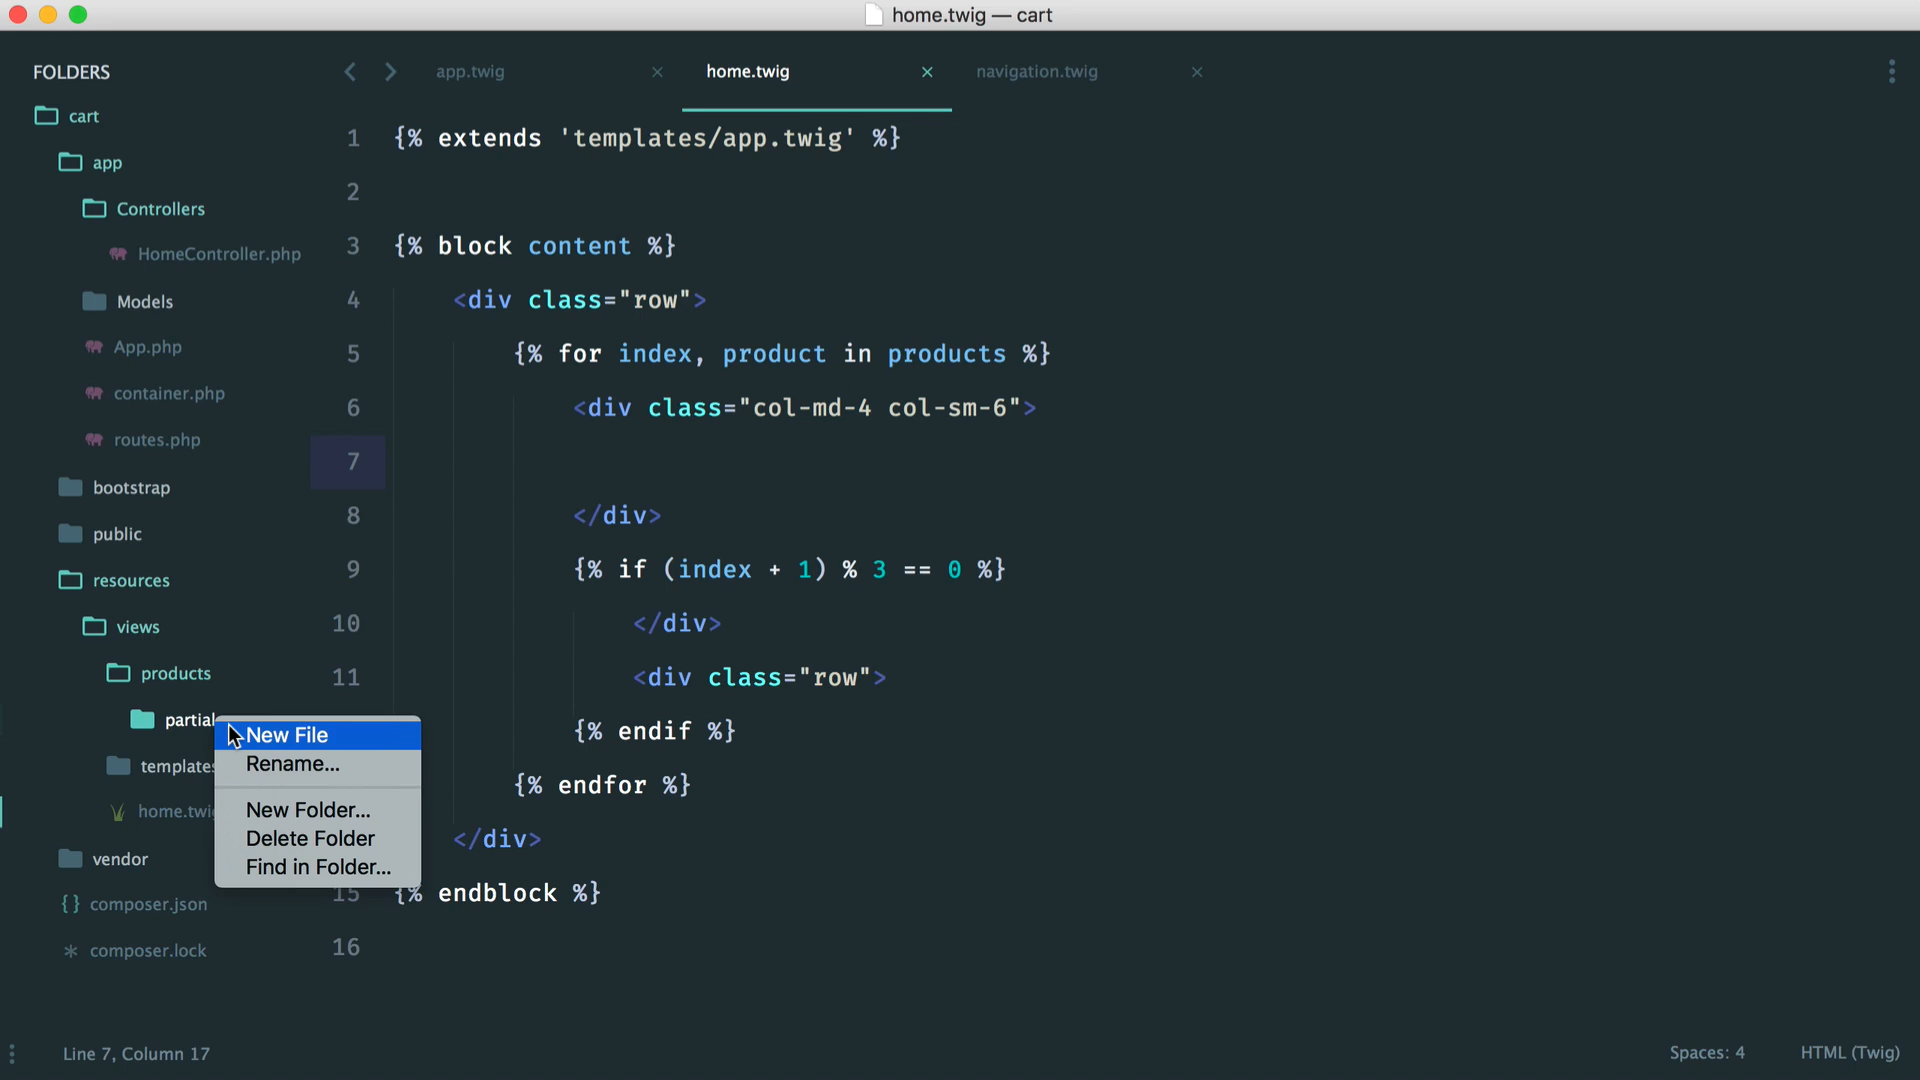 home.twig — cart
FOLDERS
cart
app
Controllers
HomeController.php
Models
App.php
container.php
routes.php
bootstrap
public
resources
views
products
partial
templates
home.twig
vendor
{} composer.json
* composer.lock
New File
Rename...
New Folder...
Delete Folder
Find in Folder...
app.twig ×
home.twig ×
navigation.twig ×
1 {% extends 'templates/app.twig' %}
2
3 {% block content %}
4 <div class="row">
5 {% for index, product in products %}
6 <div class="col-md-4 col-sm-6">
7
8 </div>
9 {% if (index + 1) % 3 == 0 %}
10 </div>
11 <div class="row">
{% endif %}
{% endfor %}
</div>
15 {% endblock %}
16
Line 7, Column 17
Spaces: 4
HTML (Twig)